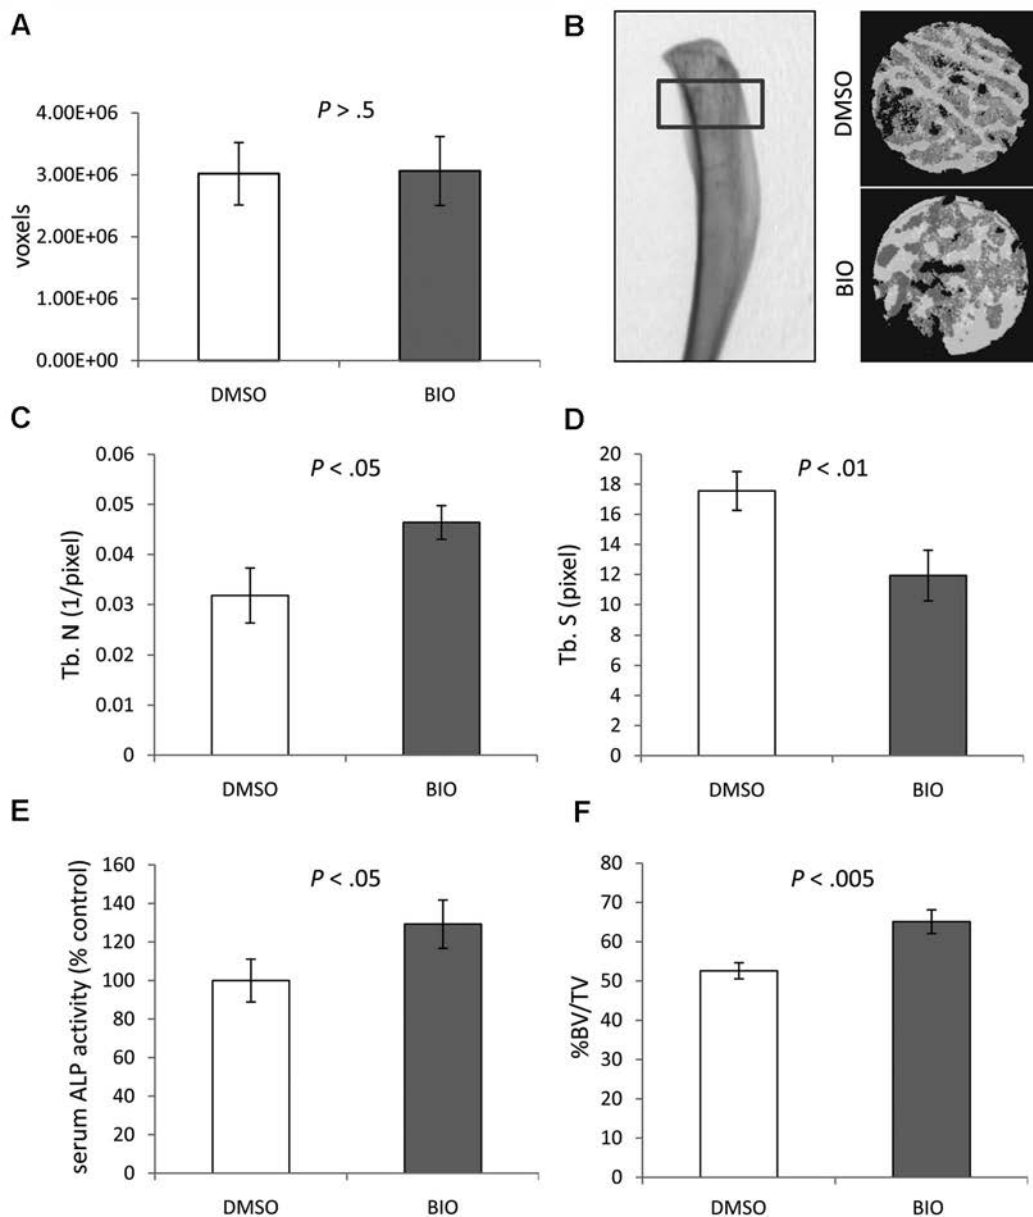 A
P > .5
4.00E+06
3.00E+06
2.00E+06
1.00E+06
0.00E+00
voxels
DMSO
BIO
B
DMSO
BIO
C
P < .05
0.06
0.05
0.04
0.03
0.02
0.01
0
Tb. N (1/pixel)
DMSO
BIO
D
P < .01
20
18
16
14
12
10
8
6
4
2
0
Tb. S (pixel)
DMSO
BIO
E
P < .05
160
140
120
100
80
60
40
20
0
serum ALP activity (% control)
DMSO
BIO
F
P < .005
80
70
60
50
40
30
20
10
0
%BV/TV
DMSO
BIO